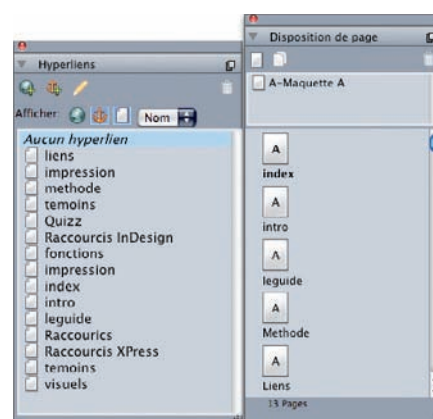 Hyperliens
Afficher:
Nom
Aucun hyperlien
liens
impression
methode
temoins
Quizz
Raccourcis InDesign
fonctions
impression
index
intro
leguide
Raccourics
Raccourcis XPress
temoins
visuels
Disposition de page
A-Maquette A
A
index
A
intro
A
leguide
A
Methode
A
Liens
13 Pages